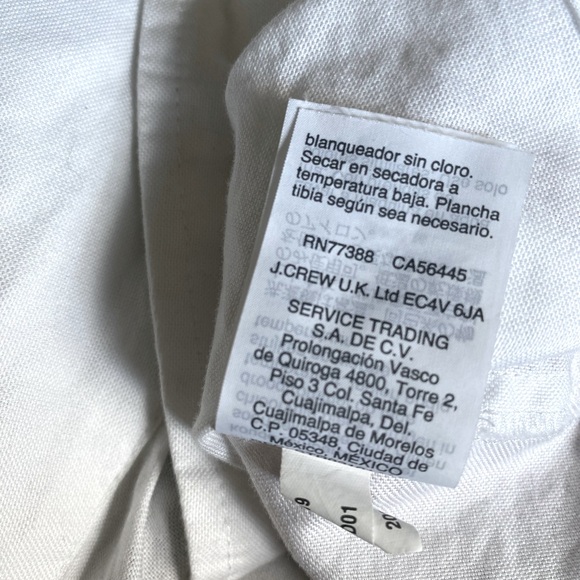 blanqueador sin cloro.
Secar en secadora a
temperatura baja. Plancha
tibia según sea necesario.
RN77388 CA56445
J.CREW U.K. Ltd EC4V 6JA
SERVICE TRADING
S.A. DE C.V.
Prolongación Vasco
de Quiroga 4800, Torre 2,
Piso 3 Col. Santa Fe
Cuajimalpa, Del.
Cuajimalpa de Morelos
C.P. 05348, Ciudad de
México, MÉXICO
001